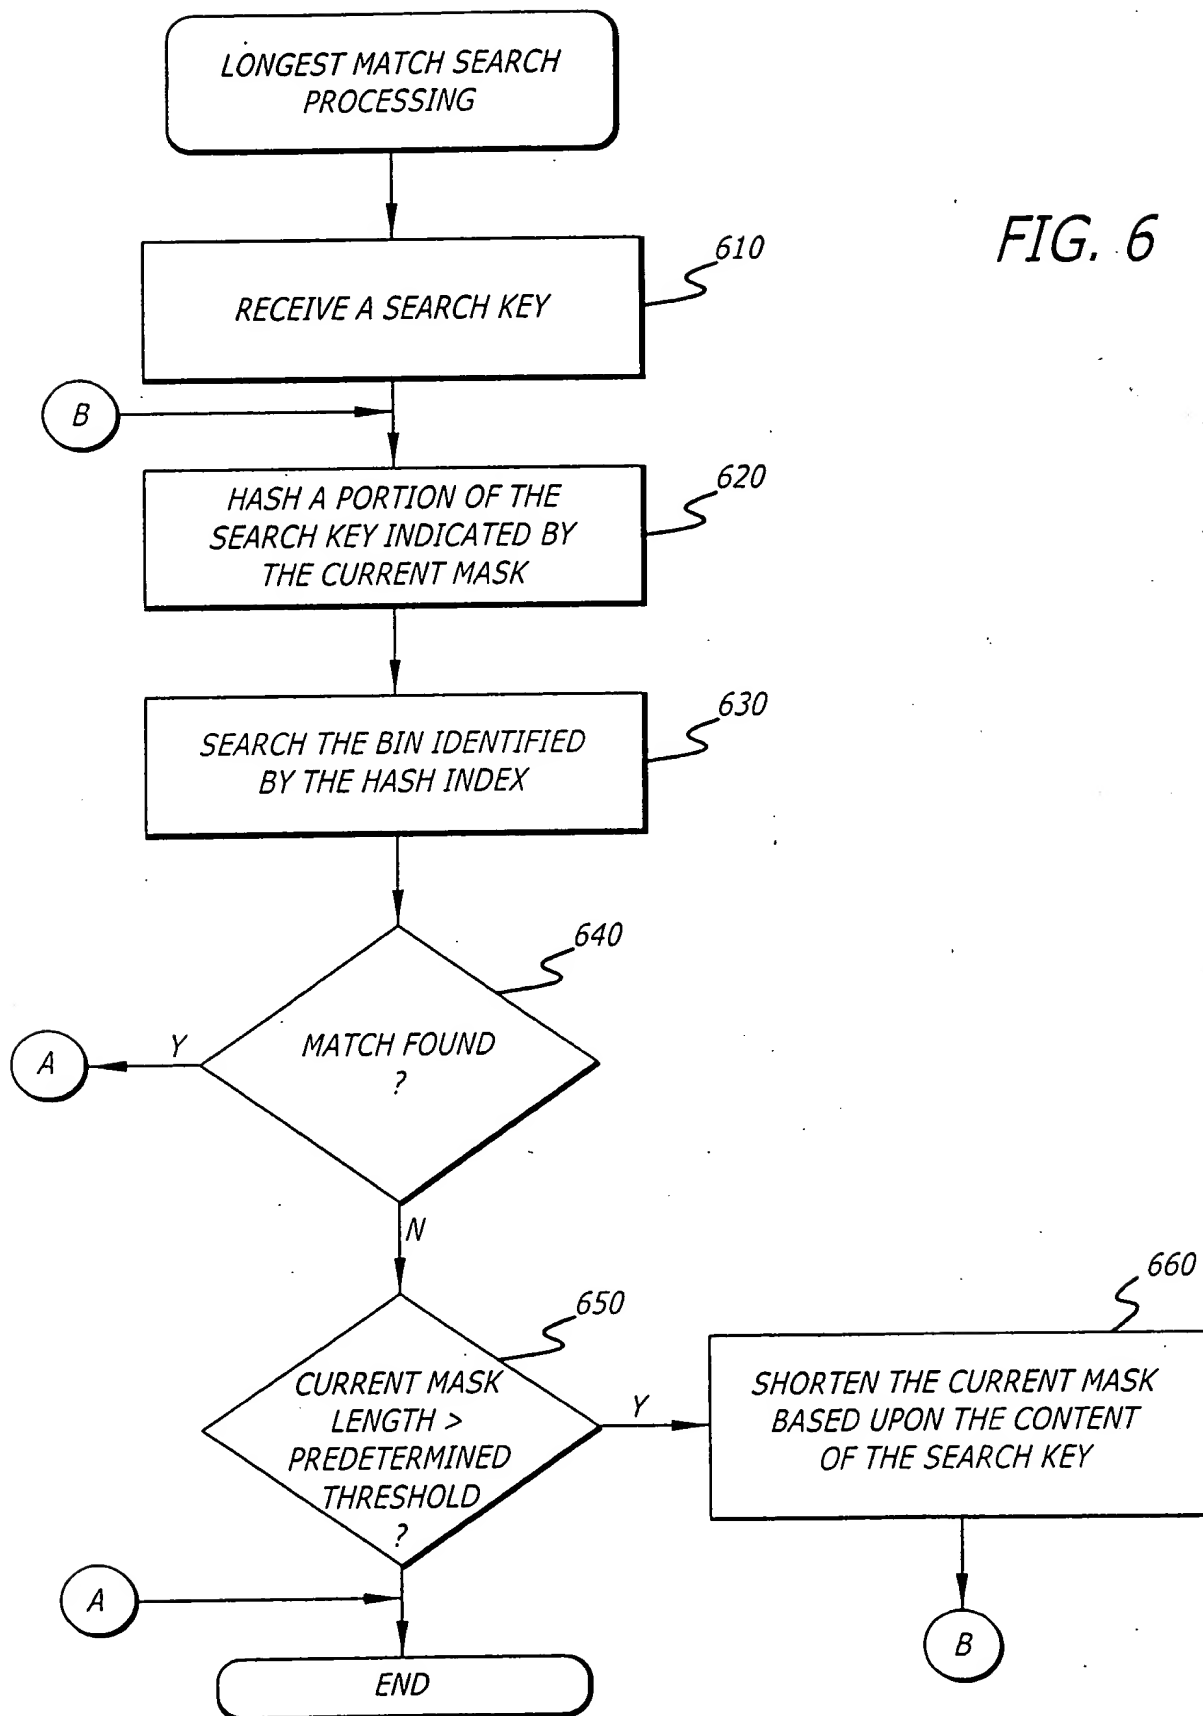 LONGEST MATCH SEARCH
PROCESSING
FIG. 6
610
RECEIVE A SEARCH KEY
B
620
HASH A PORTION OF THE
SEARCH KEY INDICATED BY
THE CURRENT MASK
630
SEARCH THE BIN IDENTIFIED
BY THE HASH INDEX
640
MATCH FOUND
?
Y
A
N
650
CURRENT MASK
LENGTH >
PREDETERMINED
THRESHOLD
?
Y
660
SHORTEN THE CURRENT MASK
BASED UPON THE CONTENT
OF THE SEARCH KEY
A
B
END